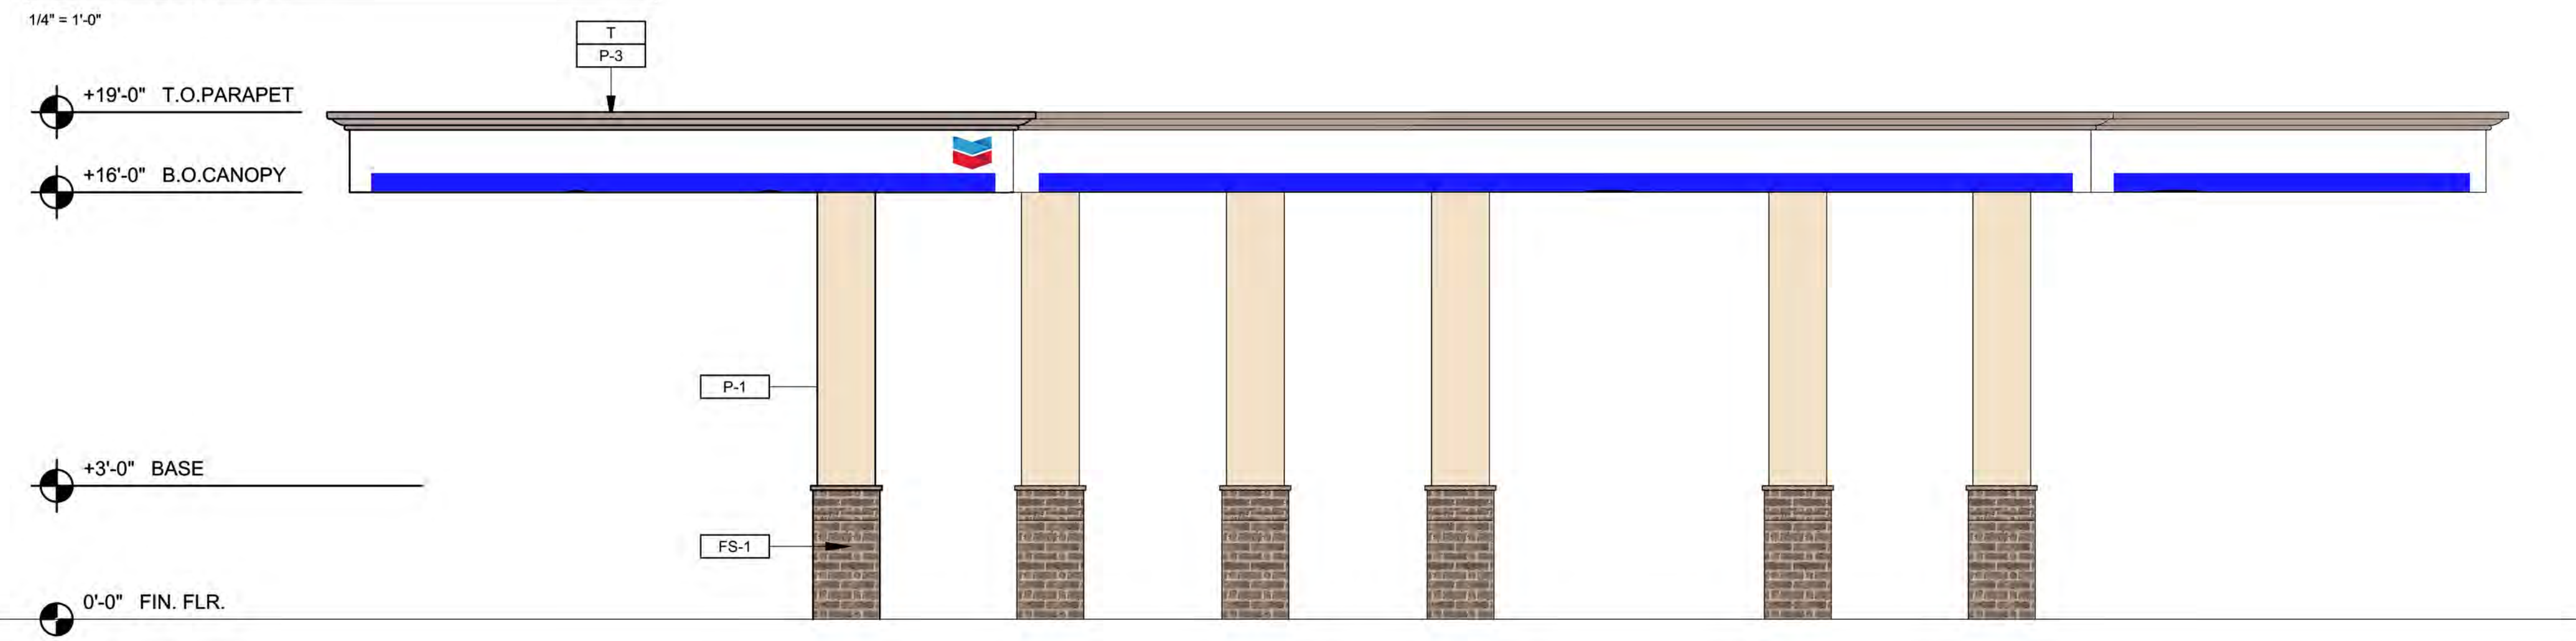 1/4" = 1'-0"
T
P-3
+19'-0" T.O.PARAPET
+16'-0" B.O.CANOPY
P-1
+3'-0" BASE
FS-1
0'-0" FIN. FLR.